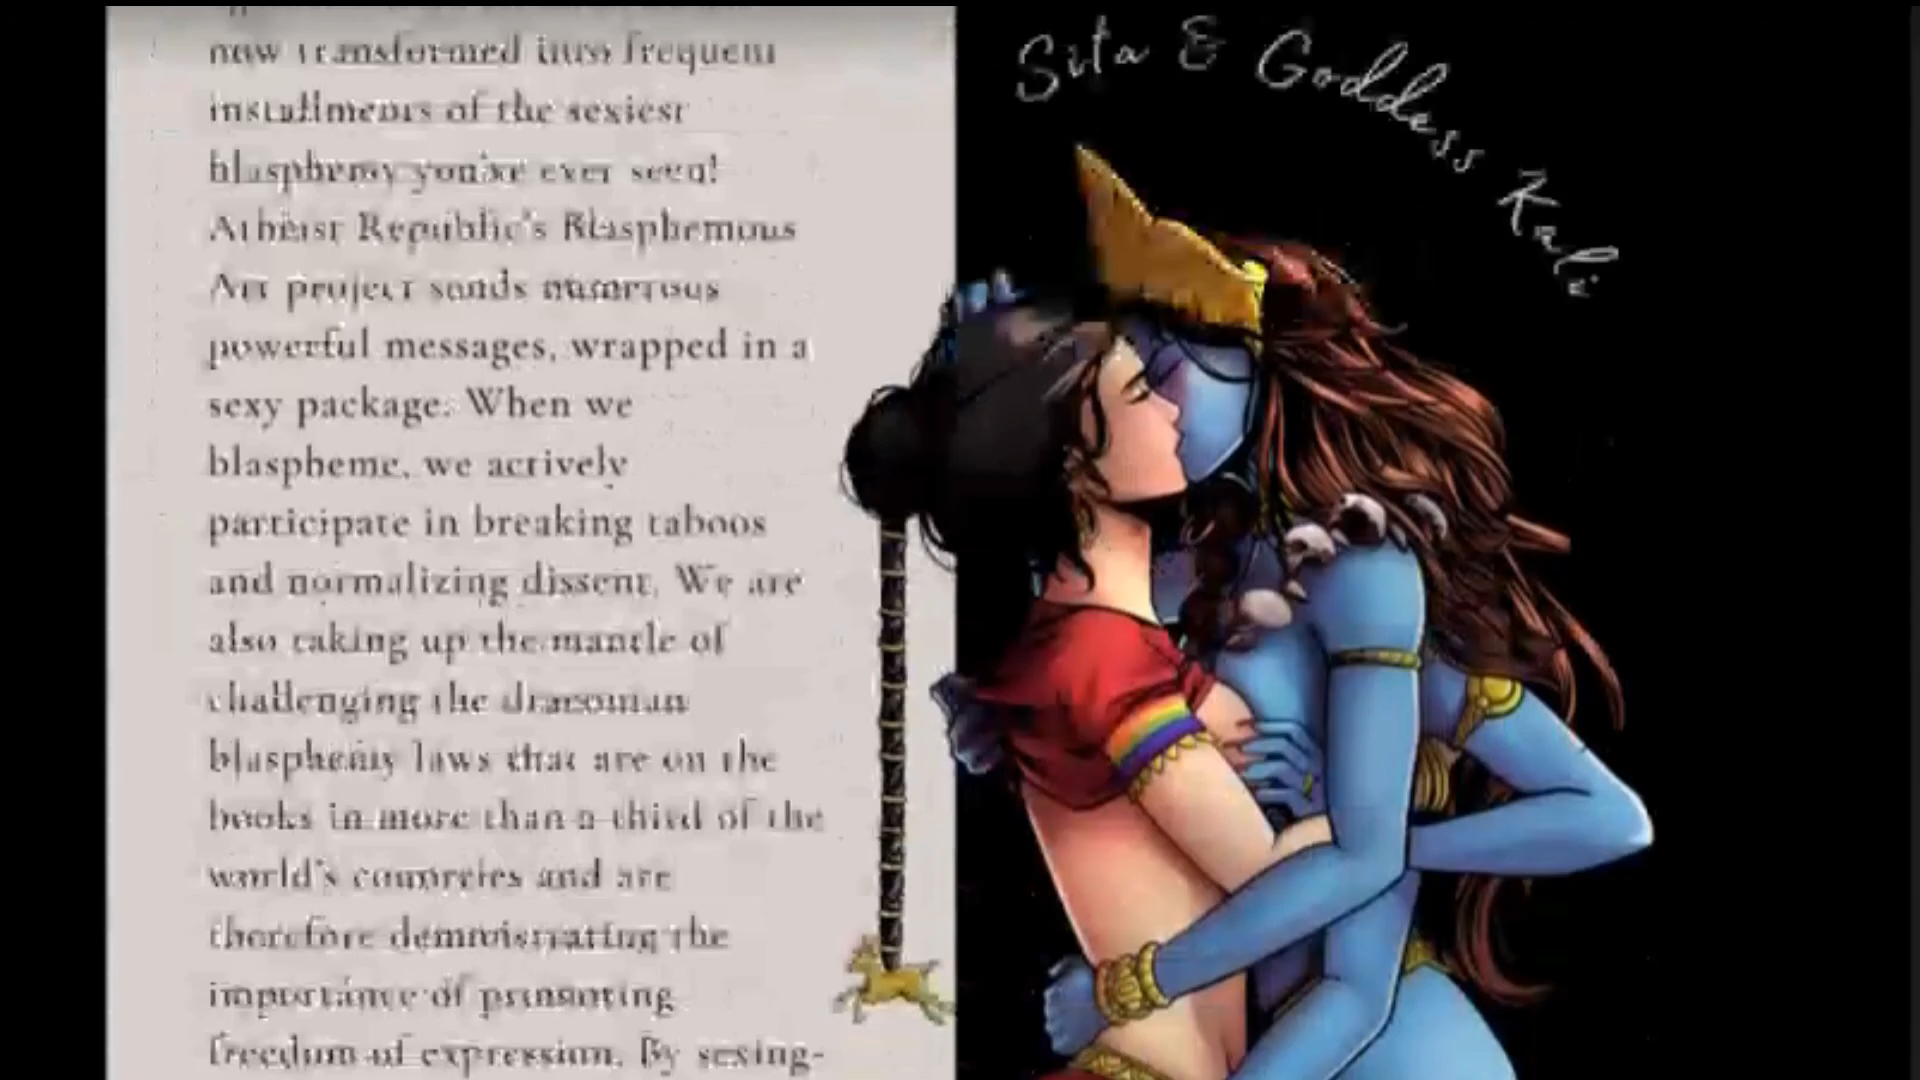 now transformed into frequent
installments of the sexiest
blasphemy you've ever seen!
Atheist Republic's Blasphemous
Art project sends numerous
powerful messages, wrapped in a
sexy package. When we
blaspheme, we actively
participate in breaking taboos
and normalizing dissent. We are
also taking up the mantle of
challenging the draconian
blasphemy laws that are on the
books in more than a third of the
world's countries and are
therefore demonstrating the
importance of promoting
freedom of expression. By sexing-
Sita & Goddess Kali